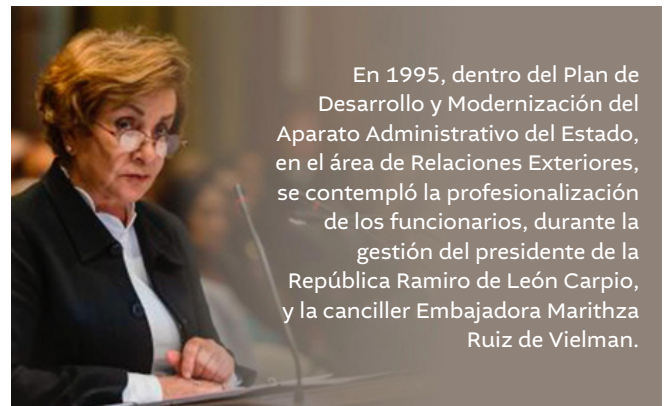 En 1995, dentro del Plan de
Desarrollo y Modernización del
Aparato Administrativo del Estado,
en el área de Relaciones Exteriores,
se contempló la profesionalización
de los funcionarios, durante la
gestión del presidente de la
República Ramiro de León Carpio,
y la canciller Embajadora Marithza
Ruiz de Vielman.